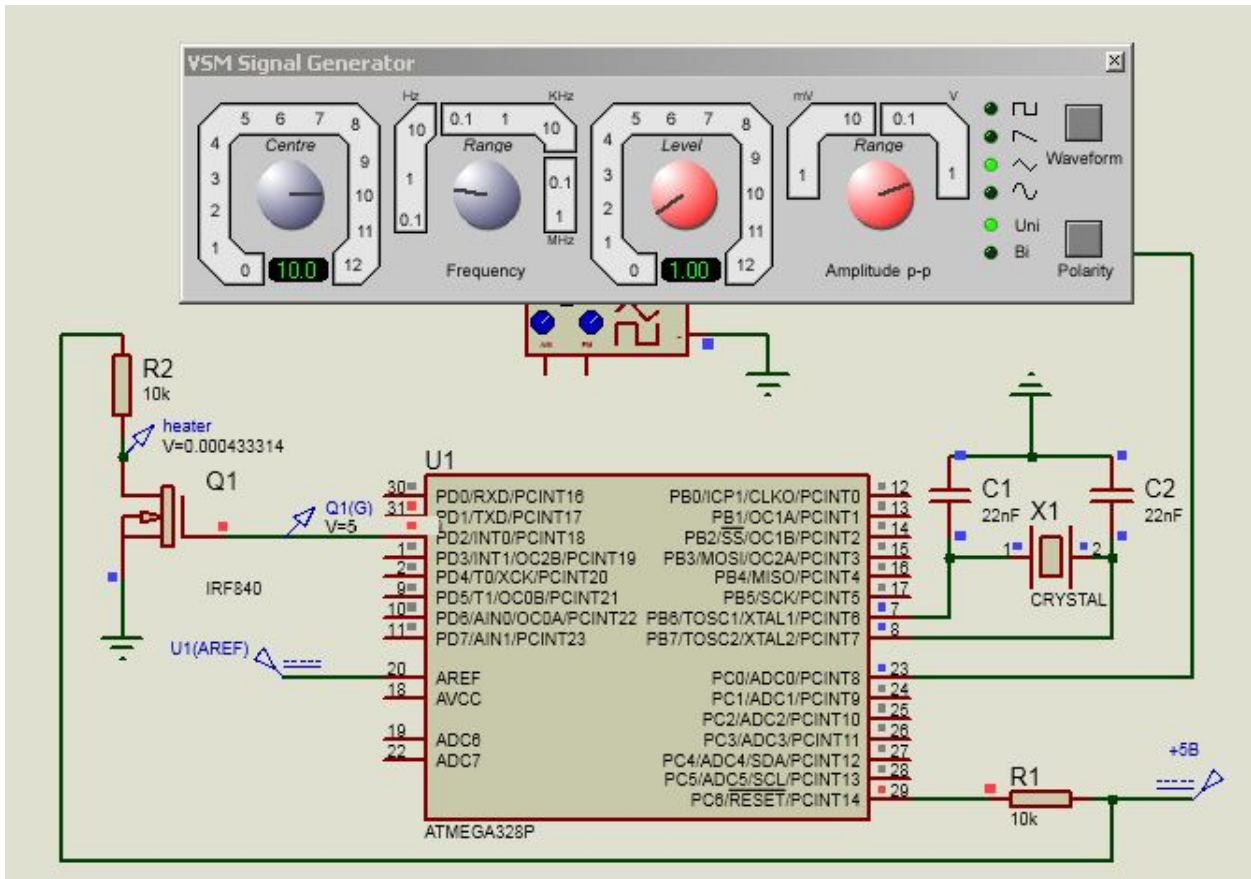 VSM Signal Generator
Hz KHz mV V
5 6 7 0.1 1 5 6 7 10 0.1
4 8 10 10 4 8
Centre Range Level Range
3 9 1 0.1 3 9 1 1 Waveform
2 10 0.1 1 2 10
1 11 MHz 1 11 Uni
0 10.0 12 Frequency 0 1.00 12 Amplitude p-p Bi Polarity
AM FM
-
R2
10k
heater
V=0.000433314
Q1
IRF840
Q1(G)
V=5
U1(AREF)
U1
30 PD0/RXD/PCINT16
31 PD1/TXD/PCINT17
PD2/INT0/PCINT18
1 PD3/INT1/OC2B/PCINT19
2 PD4/T0/XCK/PCINT20
9 PD5/T1/OC0B/PCINT21
10 PD6/AIN0/OC0A/PCINT22
11 PD7/AIN1/PCINT23
20 AREF
18 AVCC
19 ADC6
22 ADC7
PB0/ICP1/CLKO/PCINT0 12
PB1/OC1A/PCINT1 13
PB2/SS/OC1B/PCINT2 14
PB3/MOSI/OC2A/PCINT3 15
PB4/MISO/PCINT4 16
PB5/SCK/PCINT5 17
PB6/TOSC1/XTAL1/PCINT6 7
PB7/TOSC2/XTAL2/PCINT7 8
PC0/ADC0/PCINT8 23
PC1/ADC1/PCINT9 24
PC2/ADC2/PCINT10 25
PC3/ADC3/PCINT11 26
PC4/ADC4/SDA/PCINT12 27
PC5/ADC5/SCL/PCINT13 28
PC6/RESET/PCINT14 29
ATMEGA328P
C1
22nF
X1
1 2
CRYSTAL
C2
22nF
R1
10k
+5B